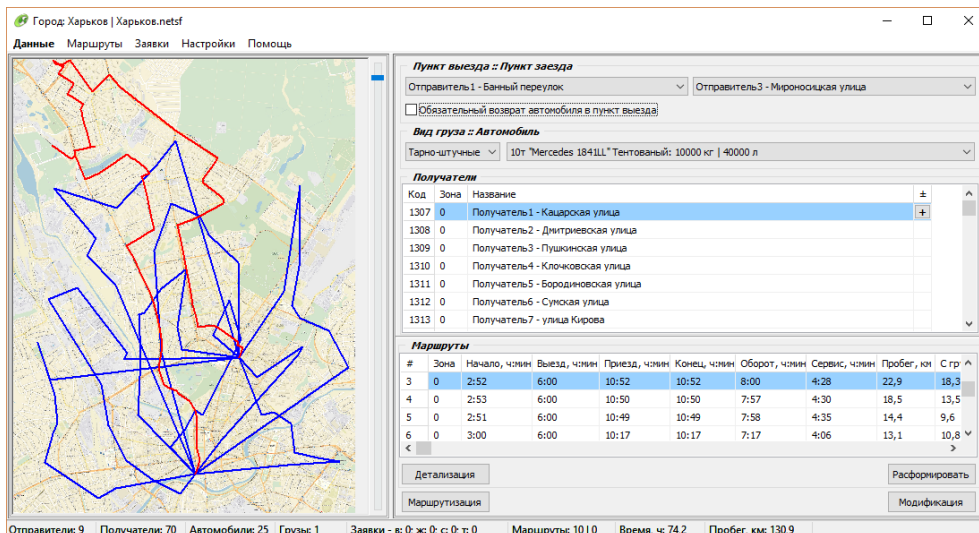 Город: Харьков | Харьков.netsf
Данные Маршруты Заявки Настройки Помощь
Пункт выезда :: Пункт заезда
Отправитель1 - Банный переулок Отправитель3 - Мироносицкая улица
Обязательный возврат автомобиля в пункт выезда
Вид груза :: Автомобиль
Тарно-штучные 10т "Mercedes 1841LL" Тентованый: 10000 кг | 40000 л
Получатели
Код Зона Название ±
1307 0 Получатель1 - Кацарская улица +
1308 0 Получатель2 - Дмитриевская улица
1309 0 Получатель3 - Пушкинская улица
1310 0 Получатель4 - Клочковская улица
1311 0 Получатель5 - Бородиновская улица
1312 0 Получатель6 - Сумская улица
1313 0 Получатель7 - улица Кирова
Маршруты
# Зона Начало, ч:мин Выезд, ч:мин Приезд, ч:мин Конец, ч:мин Оборот, ч:мин Сервис, ч:мин Пробег, км С гр
3 0 2:52 6:00 10:52 10:52 8:00 4:28 22,9 18,3
4 0 2:53 6:00 10:50 10:50 7:57 4:30 18,5 13,5
5 0 2:51 6:00 10:49 10:49 7:58 4:35 14,4 9,6
6 0 3:00 6:00 10:17 10:17 7:17 4:06 13,1 10,8
Детализация Расформировать
Маршрутизация Модификация
Отправители: 9 Получатели: 70 Автомобили: 25 Грузы: 1 Заявки - в: 0; ж: 0; с: 0; т: 0 Маршруты: 10|0 Время, ч: 74,2 Пробег, км: 130,9